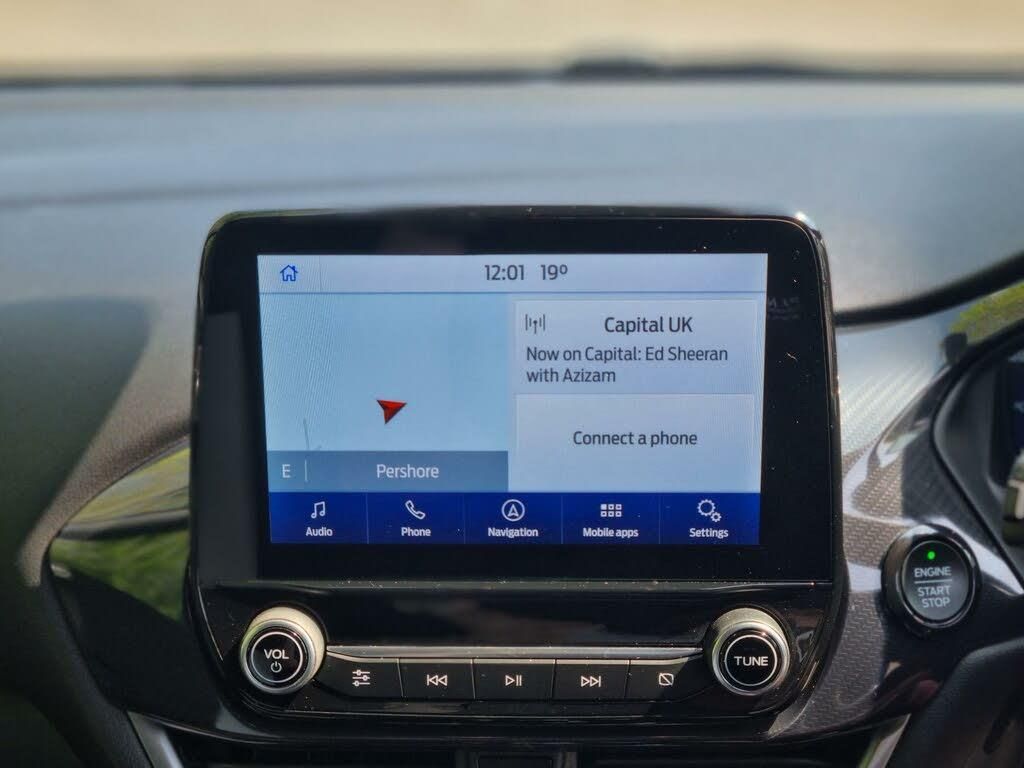 12:01 19º
Capital UK
Now on Capital: Ed Sheeran
with Azizam
Connect a phone
E Pershore
Audio Phone Navigation Mobile apps Settings
ENGINE
START
STOP
VOL
TUNE